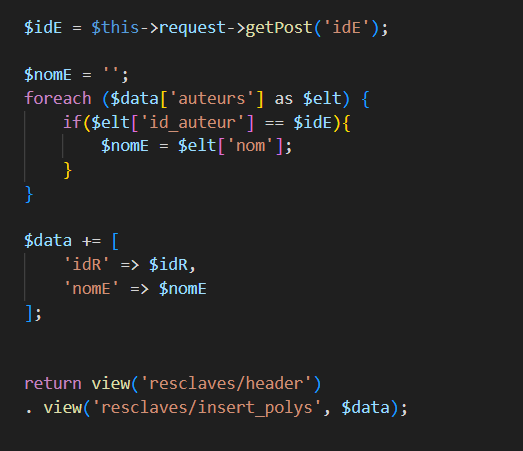 $idE = $this->request->getPost('idE');
$nomE = '';
foreach ($data['auteurs'] as $elt) {
    if($elt['id_auteur'] == $idE){
        $nomE = $elt['nom'];
    }
}
$data += [
    'idR' => $idR,
    'nomE' => $nomE
];
return view('resclaves/header')
. view('resclaves/insert_polys', $data);